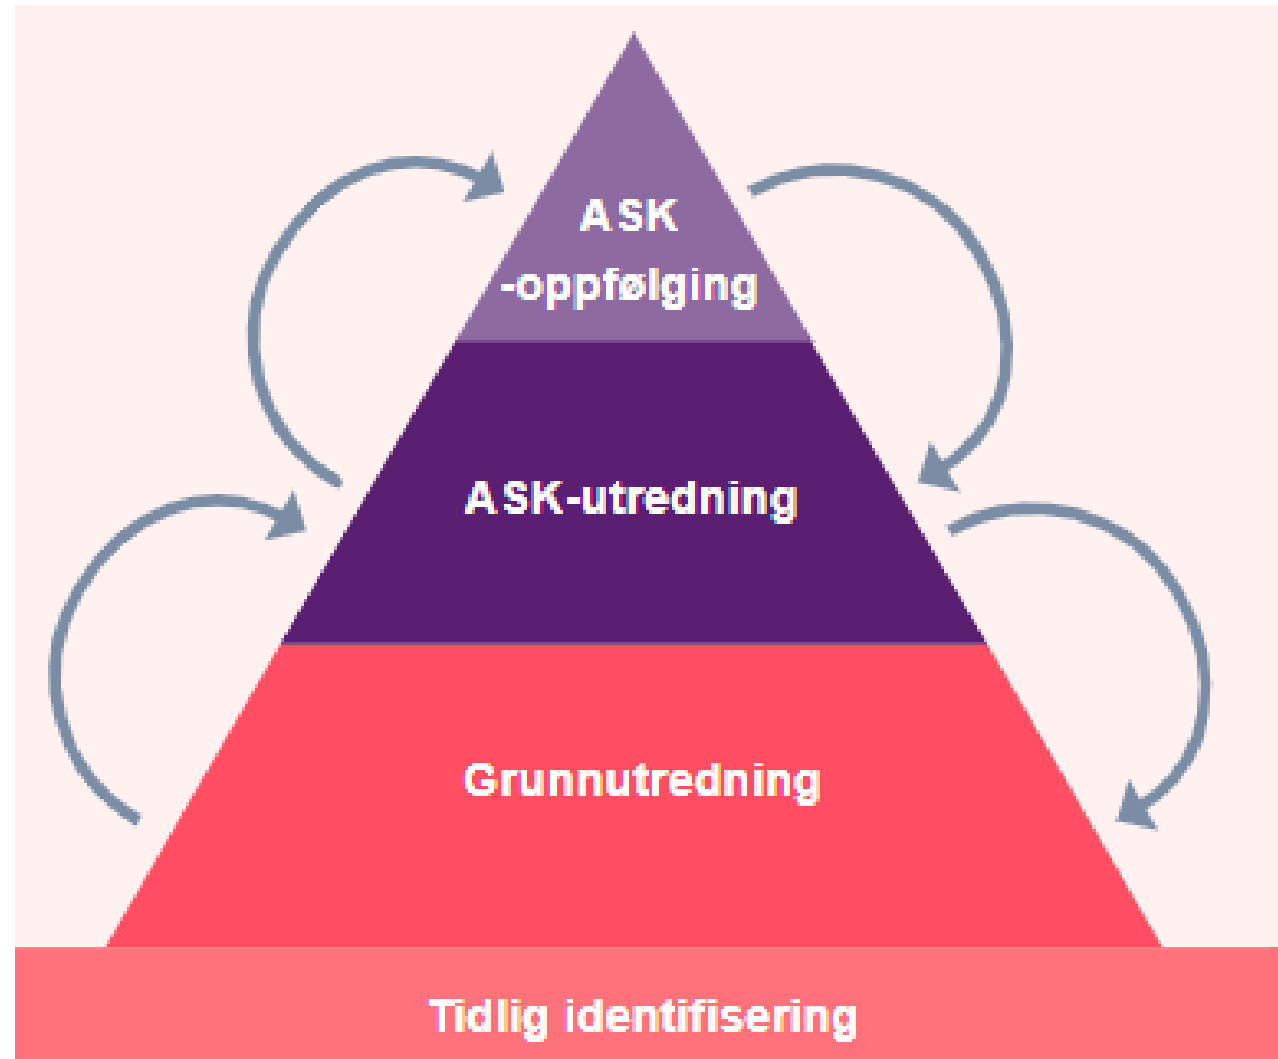 ASK
-oppfølging
ASK-utredning
Grunnutredning
Tidlig identifisering